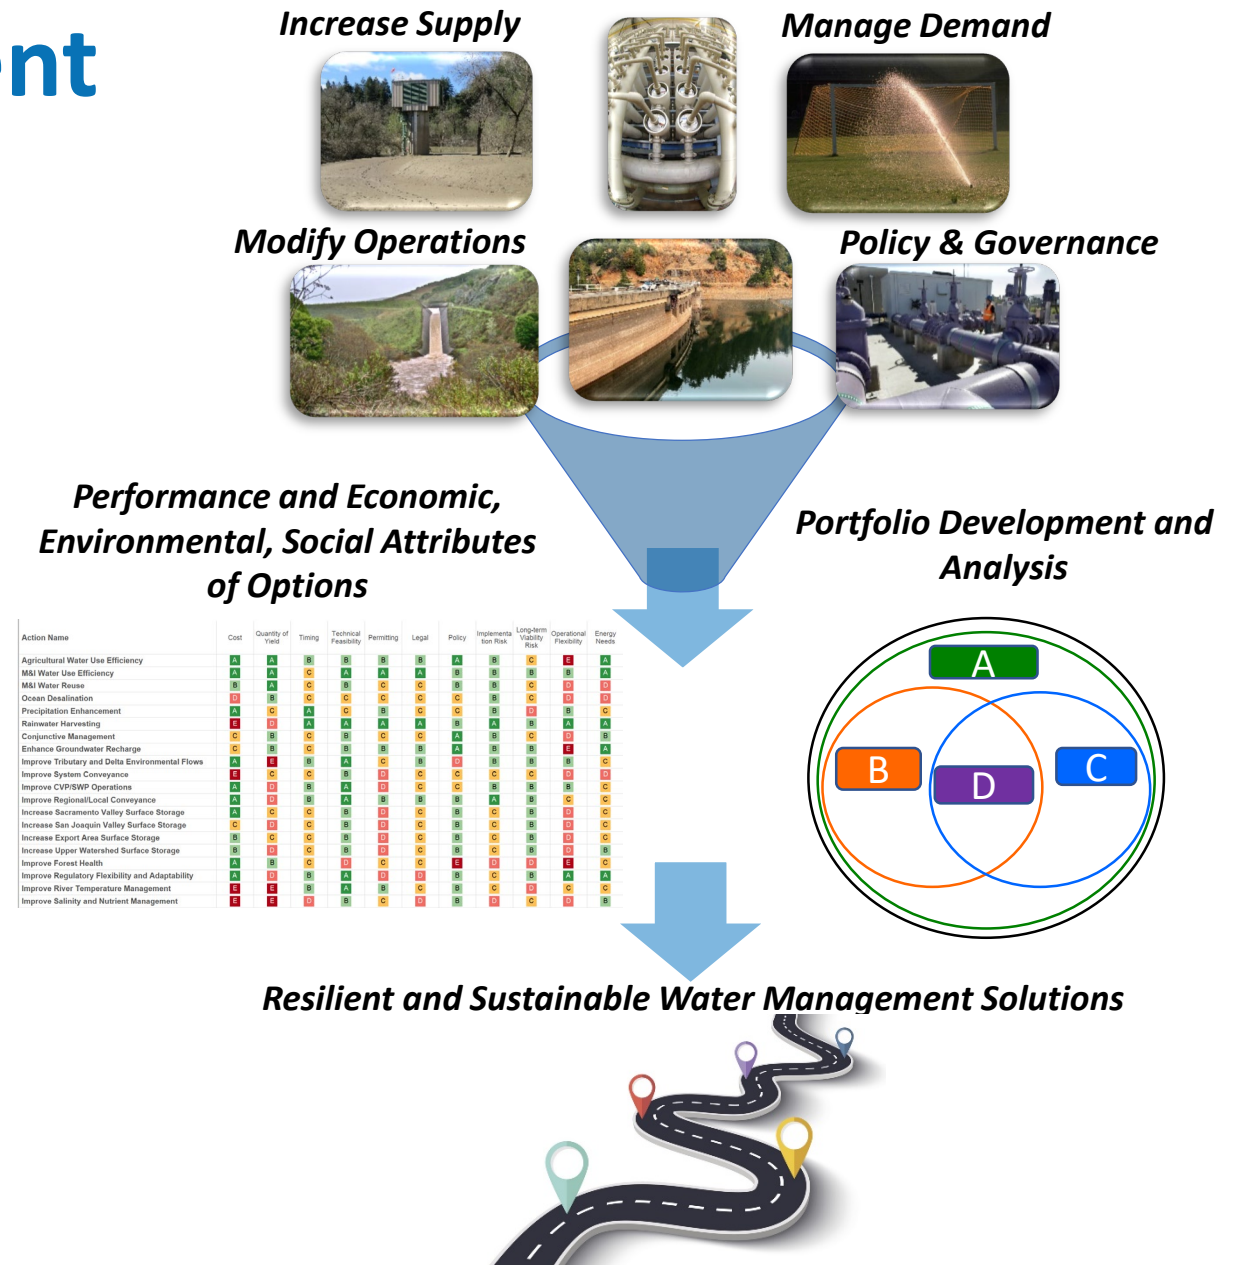 ent
Increase Supply
Manage Demand
Modify Operations
Policy & Governance
Performance and Economic,
Environmental, Social Attributes
of Options
Portfolio Development and
Analysis
Action Name Cost Quantity of Yield Timing Technical Feasibility Permitting Legal Policy Implementa tion Risk Long-term Viability Risk Operational Flexibility Energy Needs
Agricultural Water Use Efficiency A A B B B B A B C E A
M&I Water Use Efficiency A A C A A A B B B B A
M&I Water Reuse B A C B C C B B C D D
Ocean Desalination D B C C C C C B C D D
Precipitation Enhancement A C A C B C C B D B C
Rainwater Harvesting E D A A A A B A B A A
Conjunctive Management C B C B C C A B C D B
Enhance Groundwater Recharge C B C B B B A B B E A
Improve Tributary and Delta Environmental Flows A E B A C B D B B B C
Improve System Conveyance E C C B D C C C C D D
Improve CVP/SWP Operations A D B A D C C B B B C
Improve Regional/Local Conveyance A D B A B B B A B C C
Increase Sacramento Valley Surface Storage A C C B D C B C B D C
Increase San Joaquin Valley Surface Storage C D C B D C B C B D C
Increase Export Area Surface Storage B C C B D C B C B D C
Increase Upper Watershed Surface Storage B D C B D C B C B D B
Improve Forest Health A B C D C C E D D E C
Improve Regulatory Flexibility and Adaptability A D B A D D B C B A A
Improve River Temperature Management E E B A B C B C D C C
Improve Salinity and Nutrient Management E E D B C D B D C D B
A
B
D
C
Resilient and Sustainable Water Management Solutions